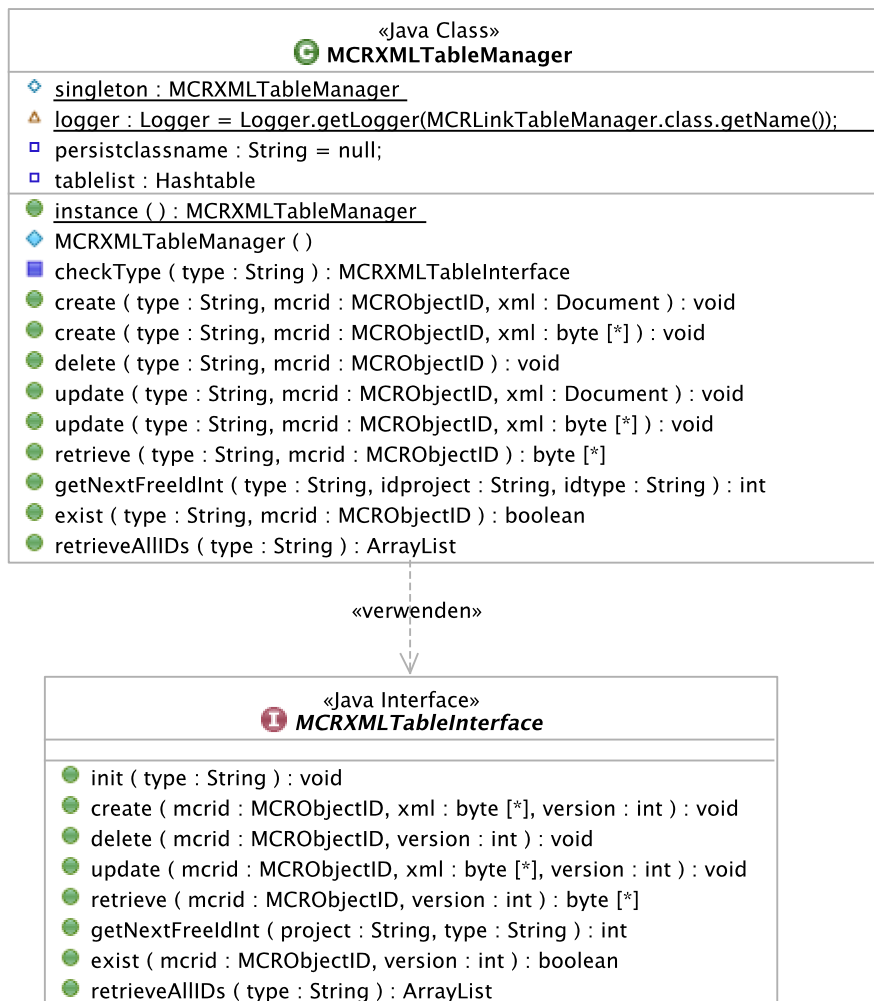 «Java Class»
C MCRXMLTableManager
singleton : MCRXMLTableManager
logger : Logger = Logger.getLogger(MCRLinkTableManager.class.getName());
persistclassname : String = null;
tablelist : Hashtable
instance ( ) : MCRXMLTableManager
MCRXMLTableManager ( )
checkType ( type : String ) : MCRXMLTableInterface
create ( type : String, mcrid : MCRObjectID, xml : Document ) : void
create ( type : String, mcrid : MCRObjectID, xml : byte [*] ) : void
delete ( type : String, mcrid : MCRObjectID ) : void
update ( type : String, mcrid : MCRObjectID, xml : Document ) : void
update ( type : String, mcrid : MCRObjectID, xml : byte [*] ) : void
retrieve ( type : String, mcrid : MCRObjectID ) : byte [*]
getNextFreeIdInt ( type : String, idproject : String, idtype : String ) : int
exist ( type : String, mcrid : MCRObjectID ) : boolean
retrieveAllIDs ( type : String ) : ArrayList
«verwenden»
«Java Interface»
I MCRXMLTableInterface
init ( type : String ) : void
create ( mcrid : MCRObjectID, xml : byte [*], version : int ) : void
delete ( mcrid : MCRObjectID, version : int ) : void
update ( mcrid : MCRObjectID, xml : byte [*], version : int ) : void
retrieve ( mcrid : MCRObjectID, version : int ) : byte [*]
getNextFreeIdInt ( project : String, type : String ) : int
exist ( mcrid : MCRObjectID, version : int ) : boolean
retrieveAllIDs ( type : String ) : ArrayList